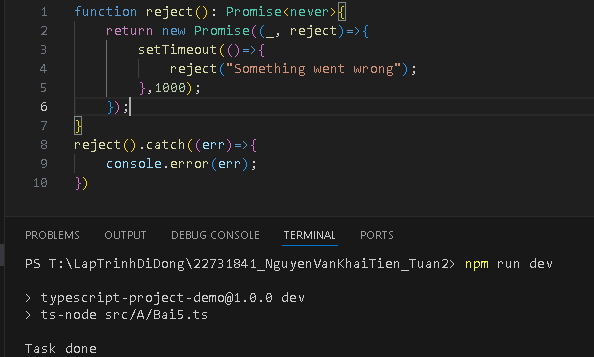 1 function reject(): Promise<never>{
2 return new Promise((_, reject)=>{
3 setTimeout(()=>{
4 reject("Something went wrong");
5 },1000);
6 });
7 }
8 reject().catch((err)=>{
9 console.error(err);
10 })
PROBLEMS OUTPUT DEBUG CONSOLE TERMINAL PORTS
PS T:\LapTrinhDiDong\22731841_NguyenVanKhaiTien_Tuan2> npm run dev
> typescript-project-demo@1.0.0 dev
> ts-node src/A/Bai5.ts
Task done